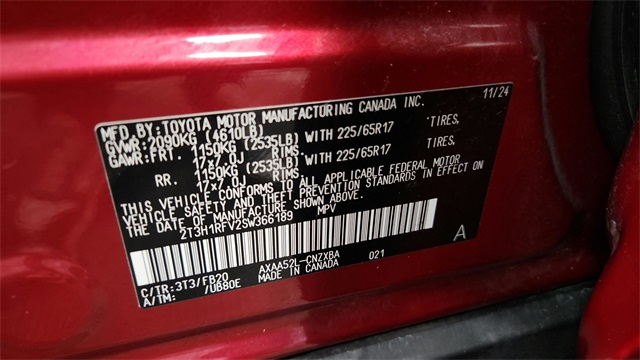 MFD.BY:TOYOTA MOTOR MANUFACTURING CANADA INC. 11/24
GVWR:2090KG (4610LB)
GAWR:FRT. 1150KG (2535LB) WITH 225/65R17 TIRES.
17x7.0J RIMS.
RR. 1150KG (2535LB) WITH 225/65R17 TIRES.
17x7.0J RIMS.
THIS VEHICLE CONFORMS TO ALL APPLICABLE FEDERAL MOTOR
VEHICLE SAFETY AND THEFT PREVENTION STANDARDS IN EFFECT ON
THE DATE OF MANUFACTURE SHOWN ABOVE.
2T3H1RFV2SW366189 MPV
A
C/TR:3T3/FB20 AXAA52L-CNZXBA 021
A/TM: /UB80E MADE IN CANADA